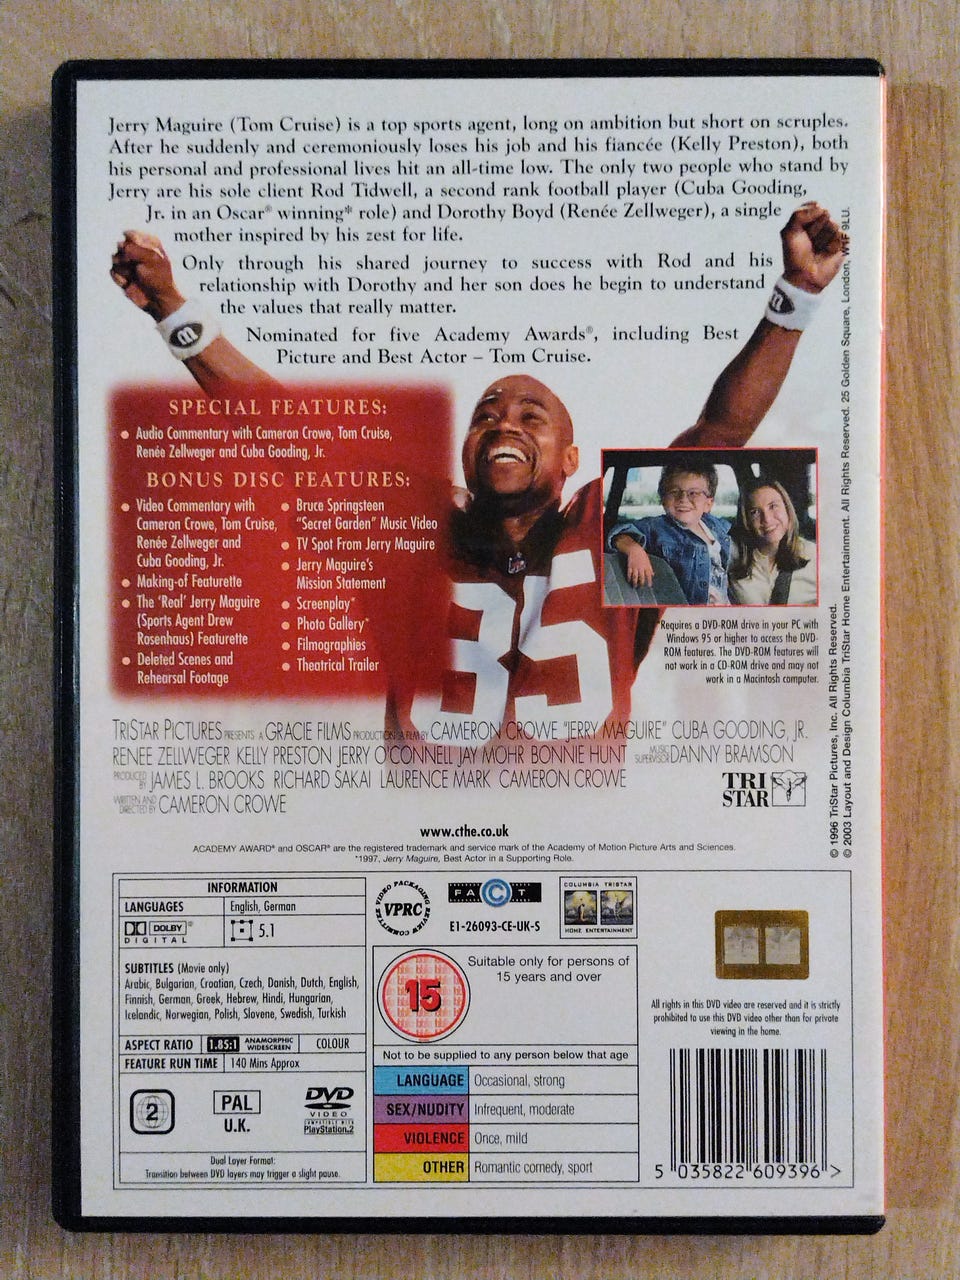 Jerry Maguire (Tom Cruise) is a top sports agent, long on ambition but short on scruples.
After he suddenly and ceremoniously loses his job and his fiancée (Kelly Preston), both
his personal and professional lives hit an all-time low. The only two people who stand by
Jerry are his sole client Rod Tidwell, a second rank football player (Cuba Gooding,
Jr. in an Oscar® winning* role) and Dorothy Boyd (Renée Zellweger), a single
mother inspired by his zest for life.
Only through his shared journey to success with Rod and his
relationship with Dorothy and her son does he begin to understand
the values that really matter.
Nominated for five Academy Awards®, including Best
Picture and Best Actor – Tom Cruise.
SPECIAL FEATURES:
• Audio Commentary with Cameron Crowe, Tom Cruise,
Renée Zellweger and Cuba Gooding, Jr.
BONUS DISC FEATURES:
• Video Commentary with
Cameron Crowe, Tom Cruise,
Renée Zellweger and
Cuba Gooding, Jr.
• Making-of Featurette
• The 'Real' Jerry Maguire
(Sports Agent Drew
Rosenhaus) Featurette
• Deleted Scenes and
Rehearsal Footage
• Bruce Springsteen
"Secret Garden" Music Video
• TV Spot From Jerry Maguire
• Jerry Maguire's
Mission Statement
• Screenplay*
• Photo Gallery*
• Filmographies
• Theatrical Trailer
85
*Requires a DVD-ROM drive in your PC with
Windows 95 or higher to access the DVD-
ROM features. The DVD-ROM features will
not work in a CD-ROM drive and may not
work in a Macintosh computer.
© 1996 TriStar Pictures, Inc. All Rights Reserved.
© 2003 Layout and Design Columbia TriStar Home Entertainment. All Rights Reserved. 25 Golden Square, London, W1F 9LU.
TRISTAR PICTURES PRESENTS A GRACIE FILMS PRODUCTION A FILM BY CAMERON CROWE "JERRY MAGUIRE" CUBA GOODING, JR.
RENEE ZELLWEGER KELLY PRESTON JERRY O'CONNELL JAY MOHR BONNIE HUNT MUSIC SUPERVISOR DANNY BRAMSON
PRODUCED BY JAMES L. BROOKS RICHARD SAKAI LAURENCE MARK CAMERON CROWE
WRITTEN AND DIRECTED BY CAMERON CROWE
TRI
STAR
www.cthe.co.uk
ACADEMY AWARD® and OSCAR® are the registered trademark and service mark of the Academy of Motion Picture Arts and Sciences.
*1997, Jerry Maguire, Best Actor in a Supporting Role.
INFORMATION
LANGUAGES English, German
DOLBY®
DIGITAL
5.1
SUBTITLES (Movie only)
Arabic, Bulgarian, Croatian, Czech, Danish, Dutch, English,
Finnish, German, Greek, Hebrew, Hindi, Hungarian,
Icelandic, Norwegian, Polish, Slovene, Swedish, Turkish
ASPECT RATIO 1.85:1 ANAMORPHIC WIDESCREEN COLOUR
FEATURE RUN TIME 140 Mins Approx
2
PAL
U.K.
DVD
VIDEO
COMPATIBLE WITH
PlayStation.2
Dual Layer Format:
Transition between DVD layers may trigger a slight pause.
VIDEO PACKAGING REVIEW COMMITTEE
VPRC
FACT
E1-26093-CE-UK-S
COLUMBIA TRISTAR
HOME ENTERTAINMENT
15
Suitable only for persons of
15 years and over
Not to be supplied to any person below that age
LANGUAGE Occasional, strong
SEX/NUDITY Infrequent, moderate
VIOLENCE Once, mild
OTHER Romantic comedy, sport
All rights in this DVD video are reserved and it is strictly
prohibited to use this DVD video other than for private
viewing in the home.
5 035822 609396 >